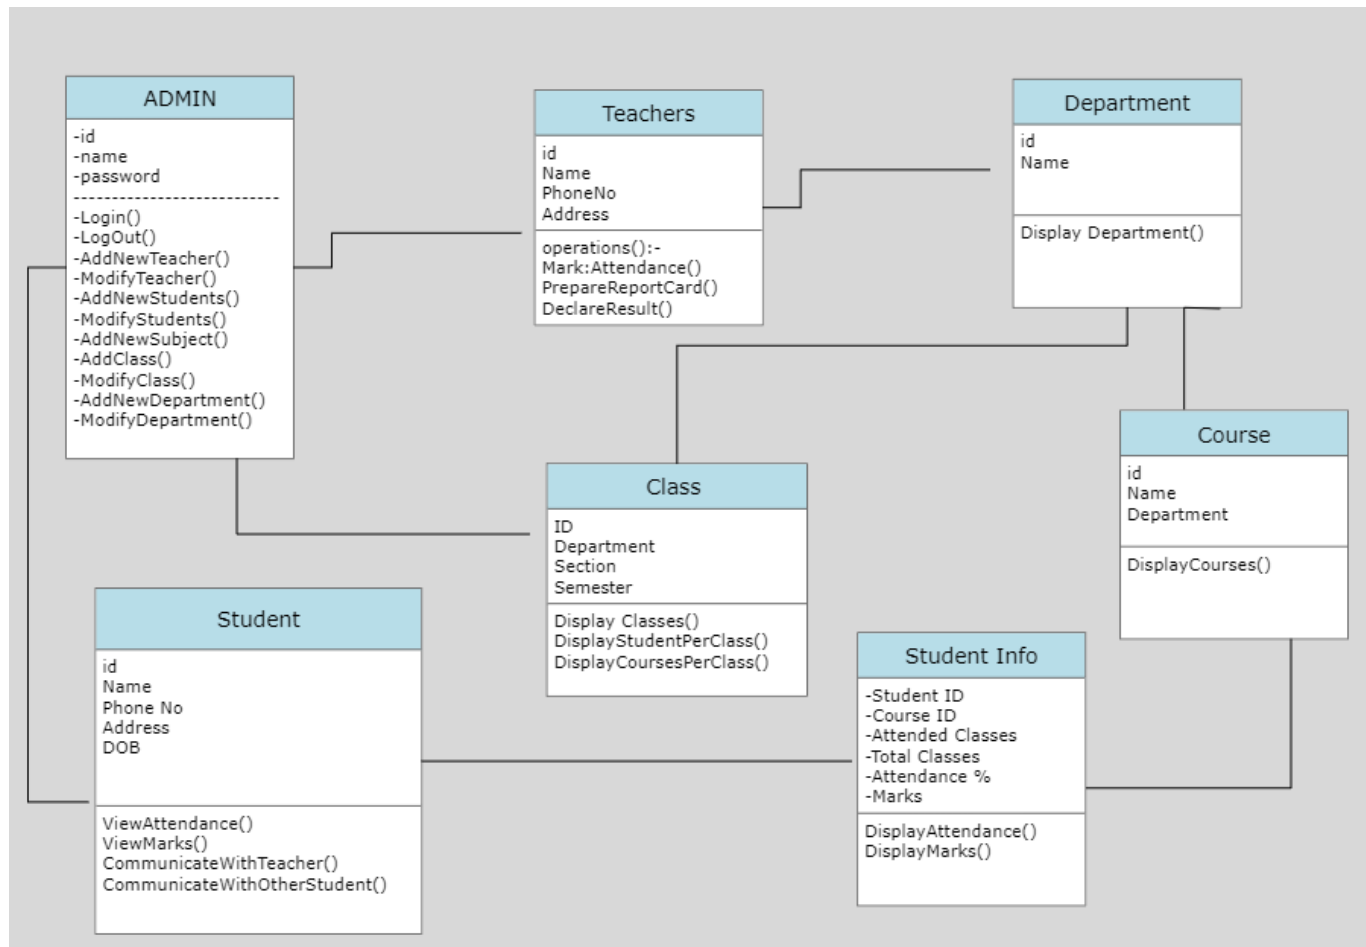 ADMIN
-id
-name
-password
----------------------------
-Login()
-LogOut()
-AddNewTeacher()
-ModifyTeacher()
-AddNewStudents()
-ModifyStudents()
-AddNewSubject()
-AddClass()
-ModifyClass()
-AddNewDepartment()
-ModifyDepartment()
Teachers
id
Name
PhoneNo
Address
operations():-
Mark:Attendance()
PrepareReportCard()
DeclareResult()
Department
id
Name
Display Department()
Class
ID
Department
Section
Semester
Display Classes()
DisplayStudentPerClass()
DisplayCoursesPerClass()
Course
id
Name
Department
DisplayCourses()
Student
id
Name
Phone No
Address
DOB
ViewAttendance()
ViewMarks()
CommunicateWithTeacher()
CommunicateWithOtherStudent()
Student Info
-Student ID
-Course ID
-Attended Classes
-Total Classes
-Attendance %
-Marks
DisplayAttendance()
DisplayMarks()